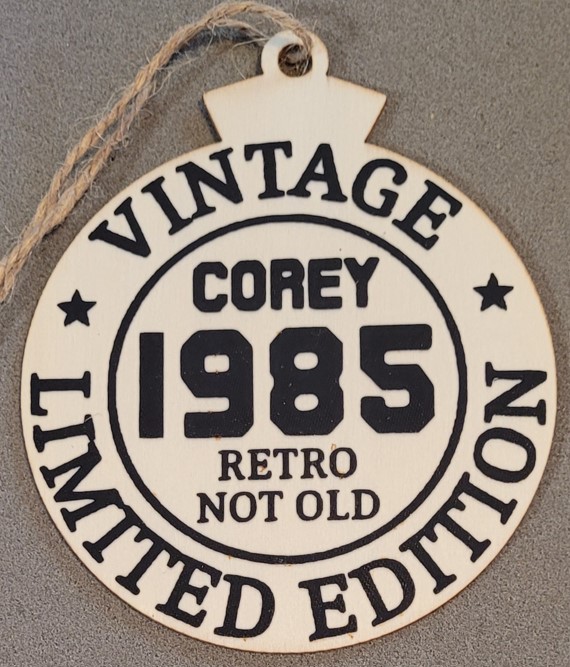 VINTAGE
COREY
1985
RETRO
NOT OLD
LIMITED EDITION